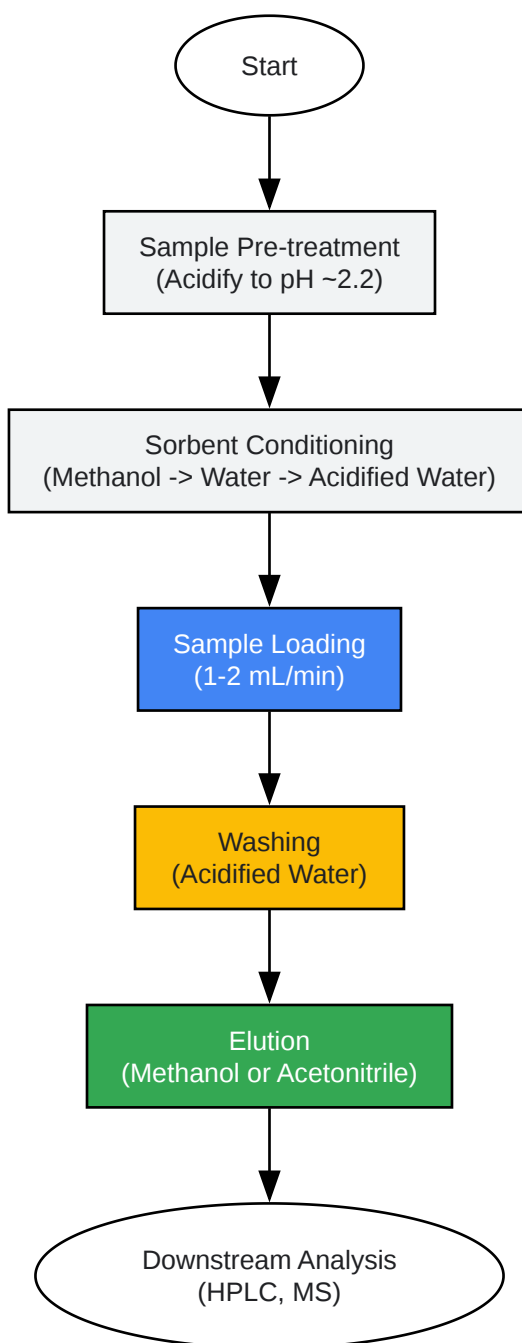 Start
Sample Pre-treatment
(Acidify to pH ~2.2)
Sorbent Conditioning
(Methanol -> Water -> Acidified Water)
Sample Loading
(1-2 mL/min)
Washing
(Acidified Water)
Elution
(Methanol or Acetonitrile)
Downstream Analysis
(HPLC, MS)